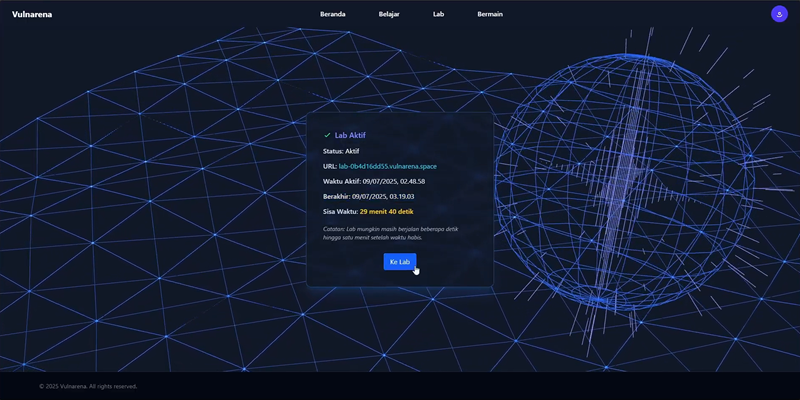 Vulnarena
Beranda
Belajar
Lab
Bermain
Lab Aktif
Status: Aktif
URL: lab-0b4d16dd55.vulnarena.space
Waktu Aktif: 09/07/2025, 02.48.58
Berakhir: 09/07/2025, 03.19.03
Sisa Waktu: 29 menit 40 detik
Catatan: Lab mungkin masih berjalan beberapa detik
hingga satu menit setelah waktu habis.
Ke Lab
© 2025 Vulnarena. All rights reserved.